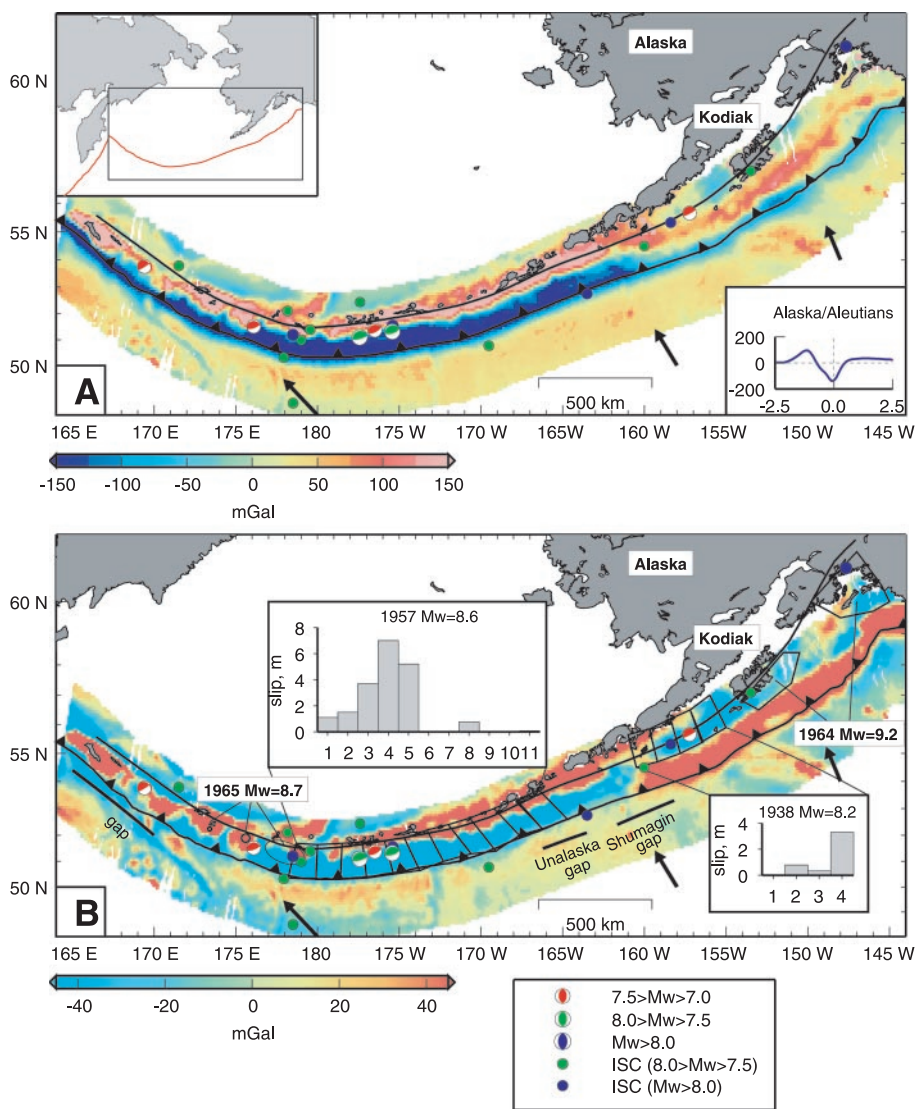 Alaska
60 N
Kodiak
55 N
50 N
Alaska/Aleutians
200
0
-200
-2.5 0.0 2.5
A
500 km
165 E 170 E 175 E 180 175 W 170 W 165 W 160 W 155 W 150 W 145 W
-150 -100 -50 0 50 100 150
mGal
Alaska
60 N
1957 Mw=8.6
8
6
4
2
0
slip, m
1 2 3 4 5 6 7 8 9 10 11
Kodiak
55 N
1964 Mw=9.2
1965 Mw=8.7
gap
1938 Mw=8.2
4
2
0
slip, m
1 2 3 4
Unalaska
gap
Shumagin
gap
50 N
B
500 km
165 E 170 E 175 E 180 175 W 170 W 165 W 160 W 155 W 150 W 145 W
-40 -20 0 20 40
mGal
7.5>Mw>7.0
8.0>Mw>7.5
Mw>8.0
ISC (8.0>Mw>7.5)
ISC (Mw>8.0)